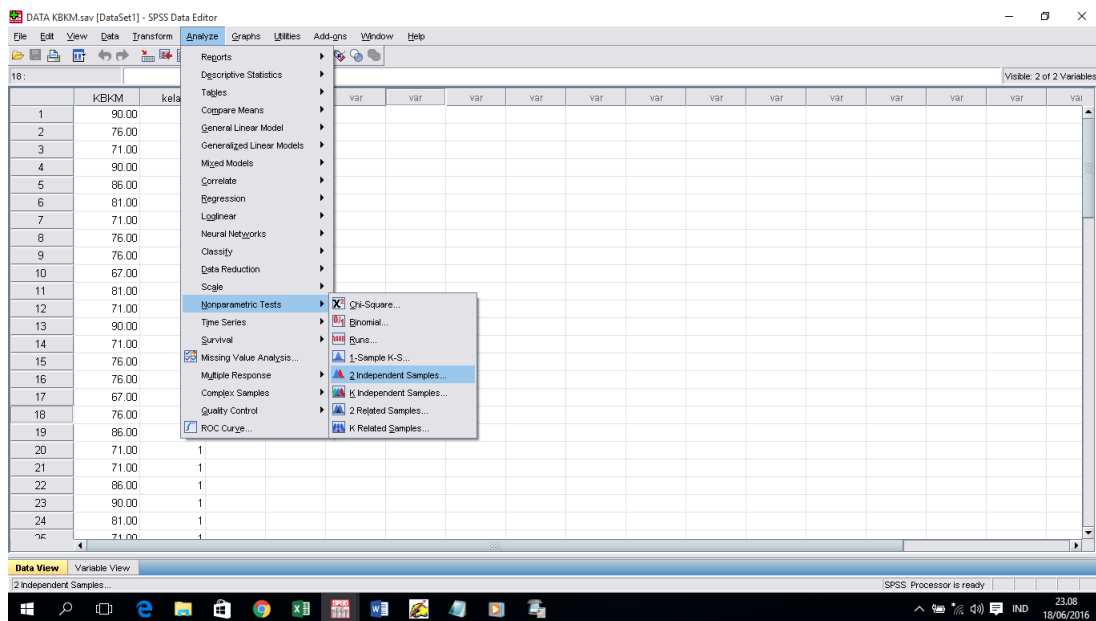 DATA KBKM.sav [DataSet1] - SPSS Data Editor
File Edit View Data Transform Analyze Graphs Utilities Add-ons Window Help
18 :
Visible: 2 of 2 Variables
KBKM kela var var var var var var var var var var var var var
1 90.00
2 76.00
3 71.00
4 90.00
5 86.00
6 81.00
7 71.00
8 76.00
9 76.00
10 67.00
11 81.00
12 71.00
13 90.00
14 71.00
15 76.00
16 76.00
17 67.00
18 76.00
19 86.00
20 71.00 1
21 71.00 1
22 86.00 1
23 90.00 1
24 81.00 1
25 71.00 1
Reports
Descriptive Statistics
Tables
Compare Means
General Linear Model
Generalized Linear Models
Mixed Models
Correlate
Regression
Loglinear
Neural Networks
Classify
Data Reduction
Scale
Nonparametric Tests
Time Series
Survival
Missing Value Analysis...
Multiple Response
Complex Samples
Quality Control
ROC Curve...
Chi-Square...
Binomial...
Runs...
1-Sample K-S...
2 Independent Samples...
K Independent Samples...
2 Related Samples...
K Related Samples...
Data View Variable View
2 Independent Samples...
SPSS Processor is ready
IND
23.08
18/06/2016